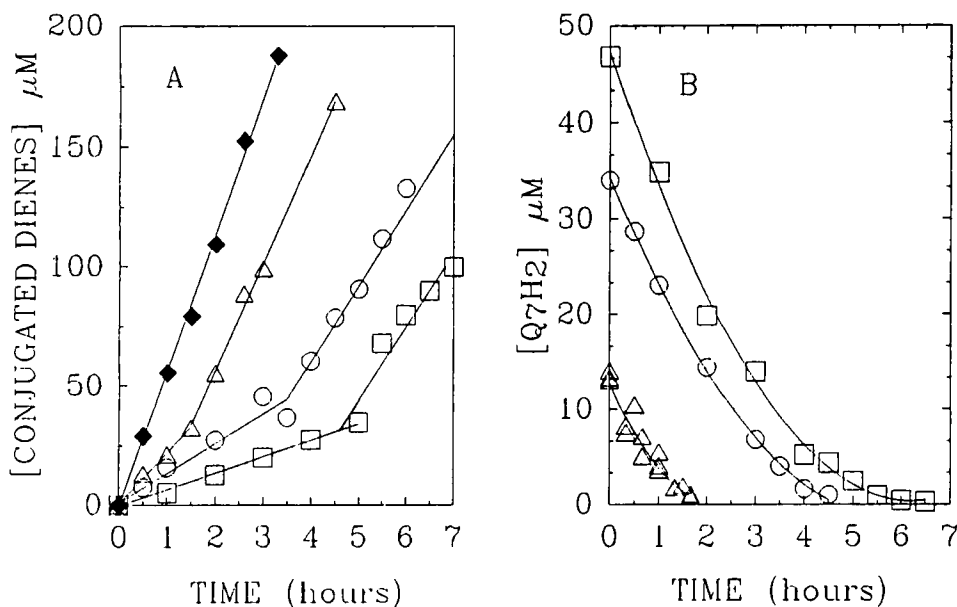 [CONJUGATED DIENES] μM
200
150
100
50
0
A
0 1 2 3 4 5 6 7
TIME (hours)
[Q7H2] μM
50
40
30
20
10
0
B
0 1 2 3 4 5 6 7
TIME (hours)